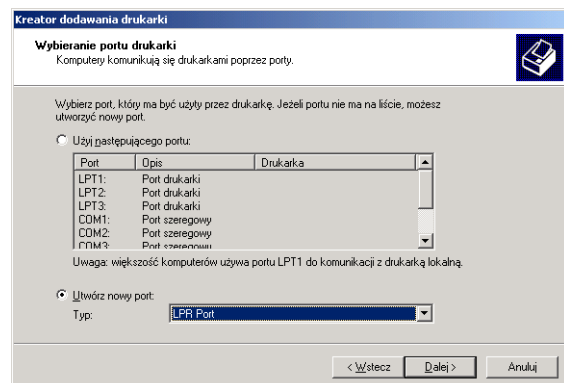 Kreator dodawania drukarki
Wybieranie portu drukarki
Komputery komunikują się drukarkami poprzez porty.
Wybierz port, który ma być użyty przez drukarkę. Jeżeli portu nie ma na liście, możesz
utworzyć nowy port.
Użyj następującego portu:
Port Opis Drukarka
LPT1: Port drukarki
LPT2: Port drukarki
LPT3: Port drukarki
COM1: Port szeregowy
COM2: Port szeregowy
COM3: Port szeregowy
Uwaga: większość komputerów używa portu LPT1 do komunikacji z drukarką lokalną.
Utwórz nowy port:
Typ: LPR Port
< Wstecz Dalej > Anuluj